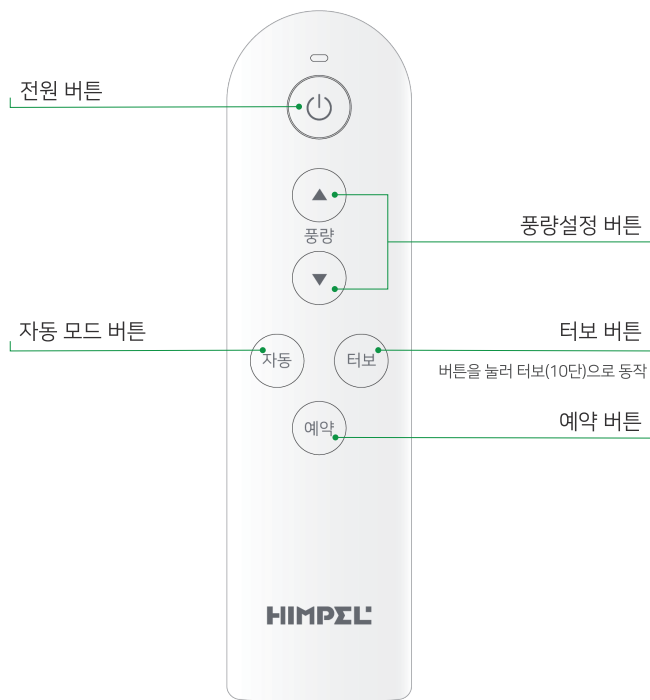 전원 버튼
▲
풍량
▼
풍량설정 버튼
자동 모드 버튼
자동
터보
터보 버튼
버튼을 눌러 터보(10단)으로 동작
예약
예약 버튼
HIMPEL